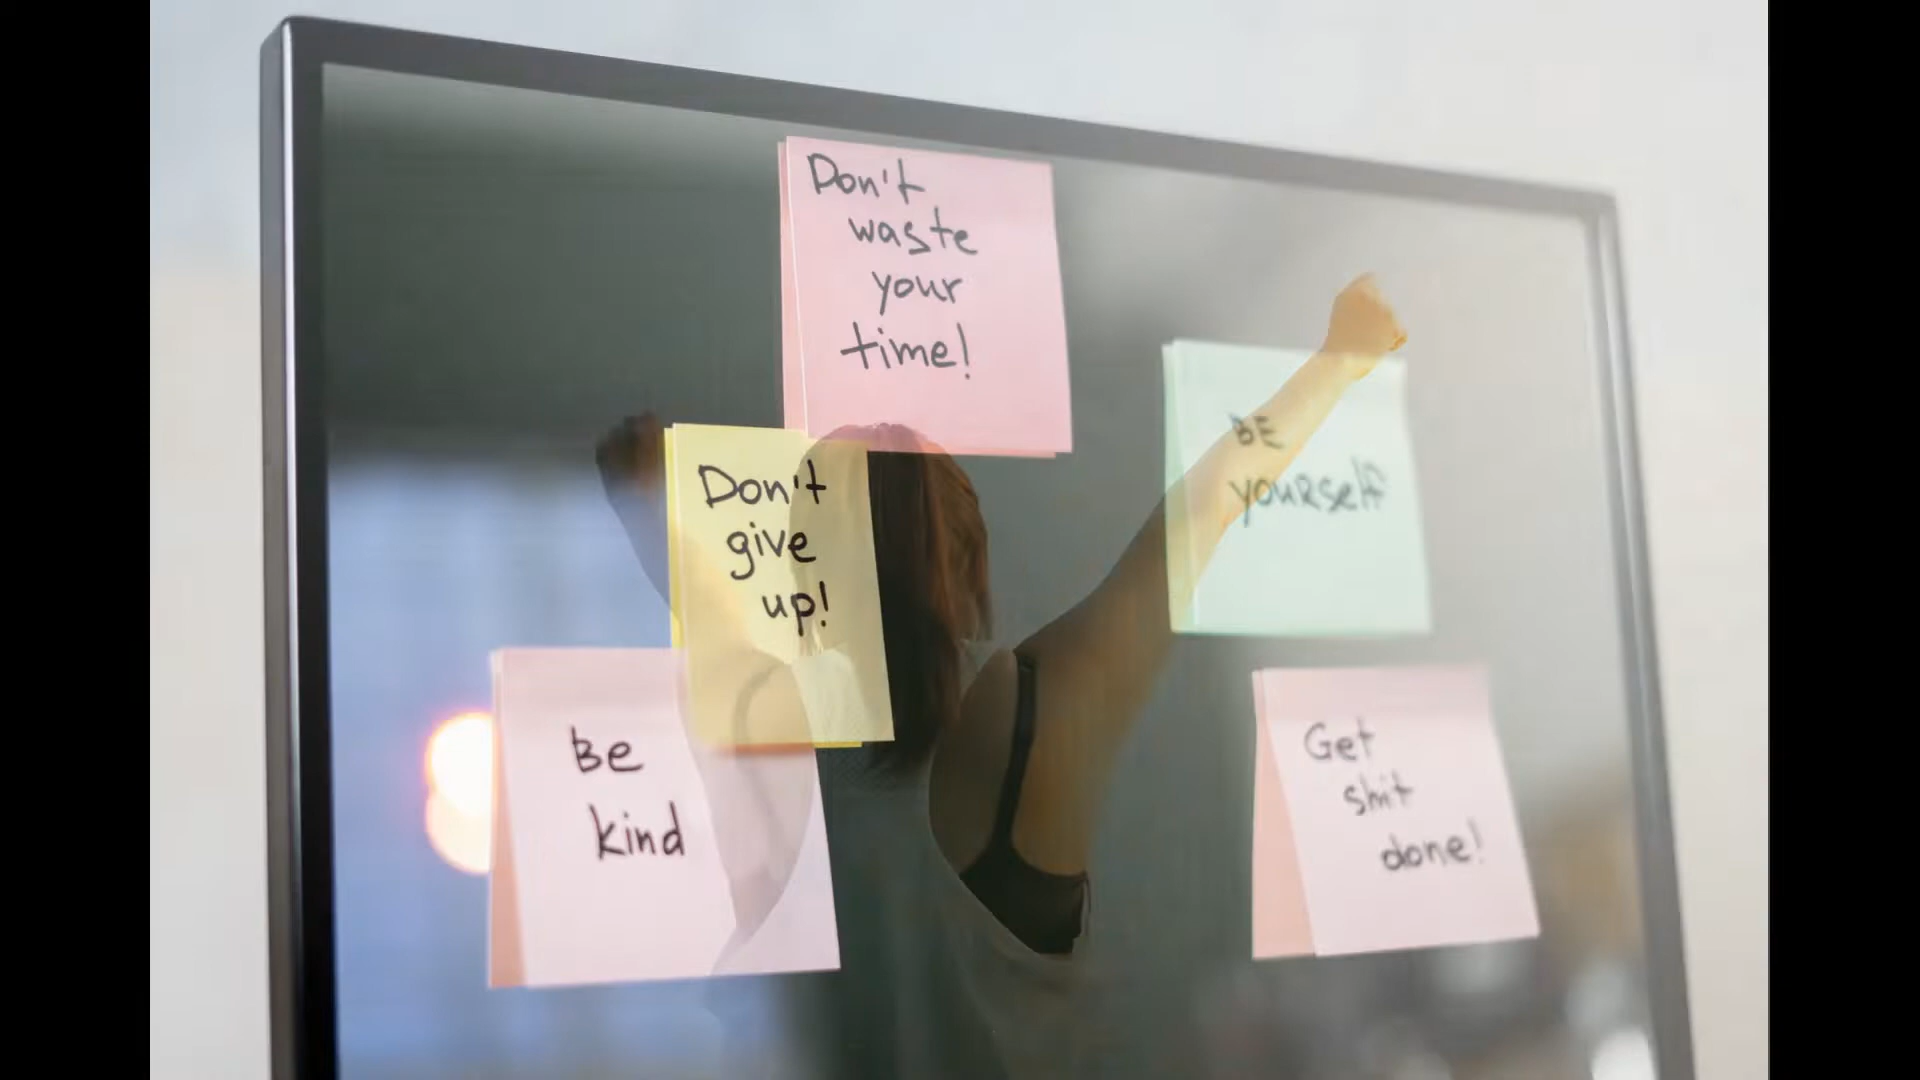 Don't
waste
your
time!
Don't
give
up!
BE
YOURSELF
Be
kind
Get
shit
done!